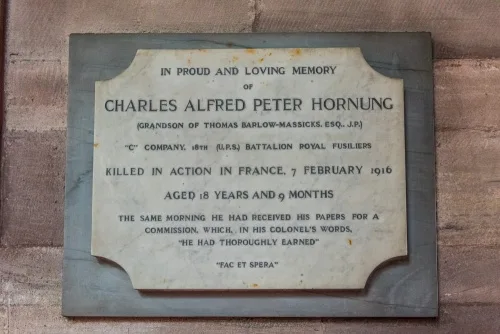 IN PROUD AND LOVING MEMORY
OF
CHARLES ALFRED PETER HORNUNG
(GRANDSON OF THOMAS BARLOW-MASSICKS, ESQ., J.P.)
"C" COMPANY, 18TH (U.P.S.) BATTALION ROYAL FUSILIERS
KILLED IN ACTION IN FRANCE, 7 FEBRUARY 1916
AGED 18 YEARS AND 9 MONTHS
THE SAME MORNING HE HAD RECEIVED HIS PAPERS FOR A
COMMISSION, WHICH, IN HIS COLONEL'S WORDS,
"HE HAD THOROUGHLY EARNED"
"FAC ET SPERA"